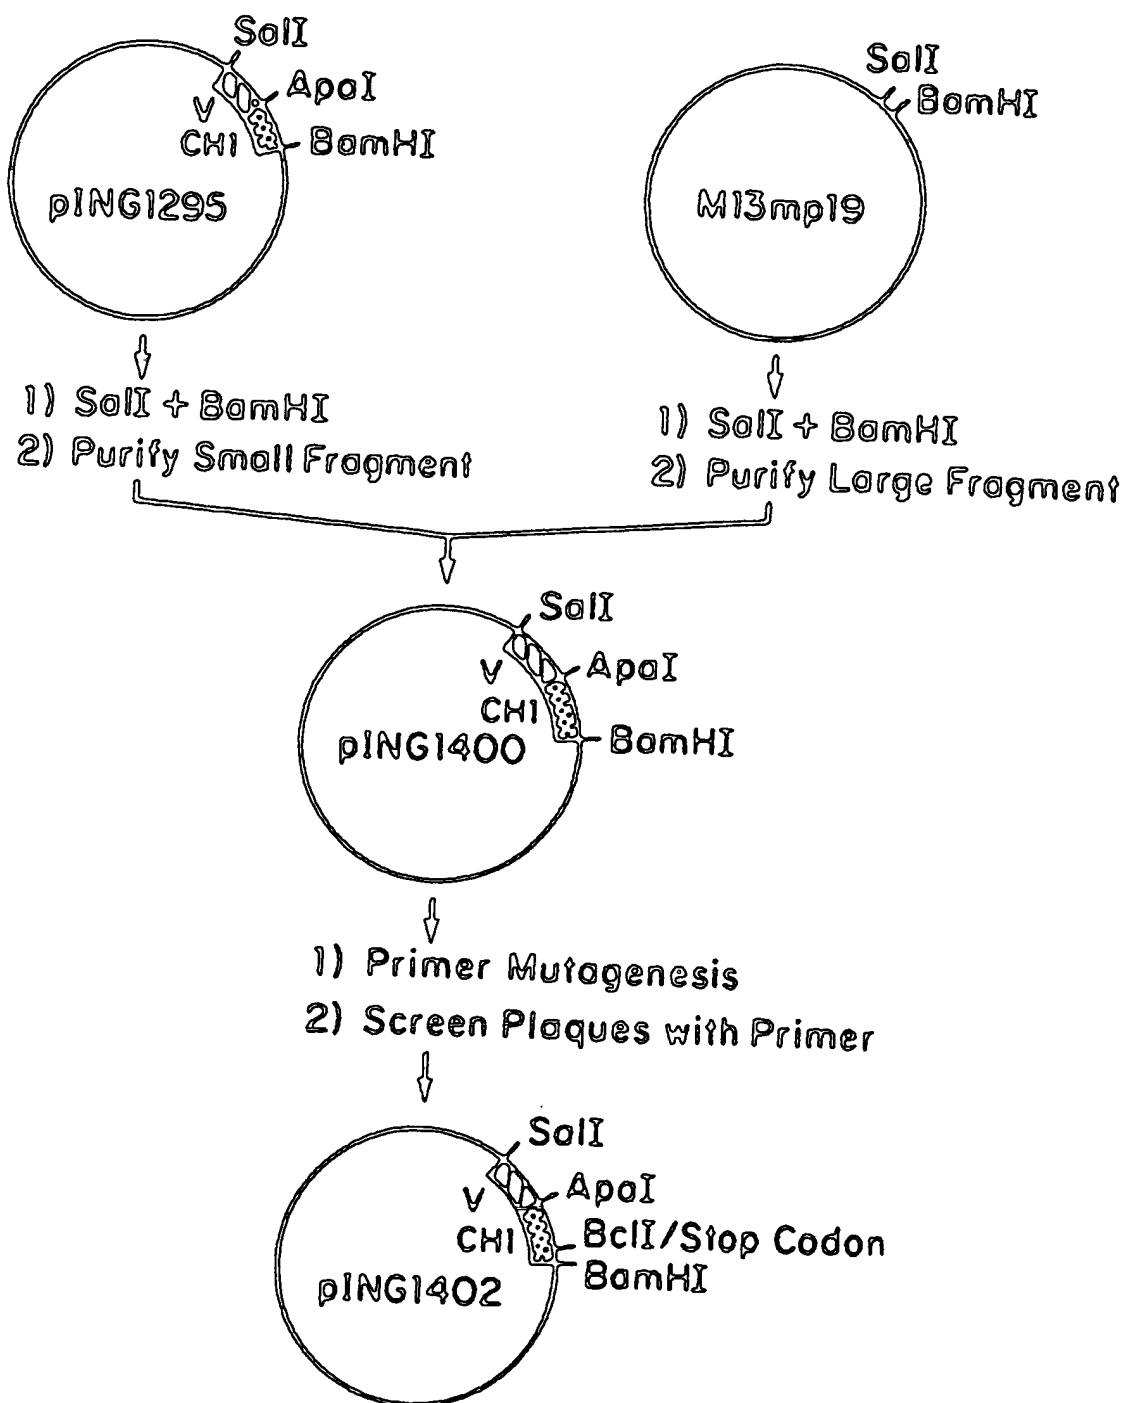 SalI
ApaI
V
CH1
BamHI
pING1295
SalI
BamHI
M13mp19
1) SalI + BamHI
2) Purify Small Fragment
1) SalI + BamHI
2) Purify Large Fragment
SalI
V
ApaI
CH1
BamHI
pING1400
1) Primer Mutagenesis
2) Screen Plaques with Primer
SalI
V
ApaI
CH1
BclI/Stop Codon
BamHI
pING1402